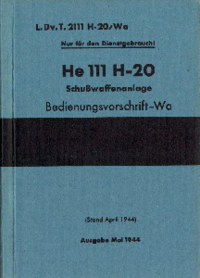 L.Dv.T. 2111 H-20/Wa
Nur für den Dienstgebrauch!
He 111 H-20
Schußwaffenanlage
Bedienungsvorschrift-Wa
(Stand April 1944)
Ausgabe Mai 1944